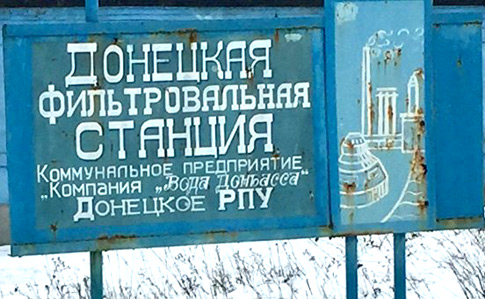 ДОНЕЦКАЯ
ФИЛЬТРОВАЛЬНАЯ
СТАНЦИЯ
КОММУНАЛЬНОЕ ПРЕДПРИЯТИЕ
„КОМПАНИЯ „ВОДА ДОНБАССА“
ДОНЕЦКОЕ РПУ